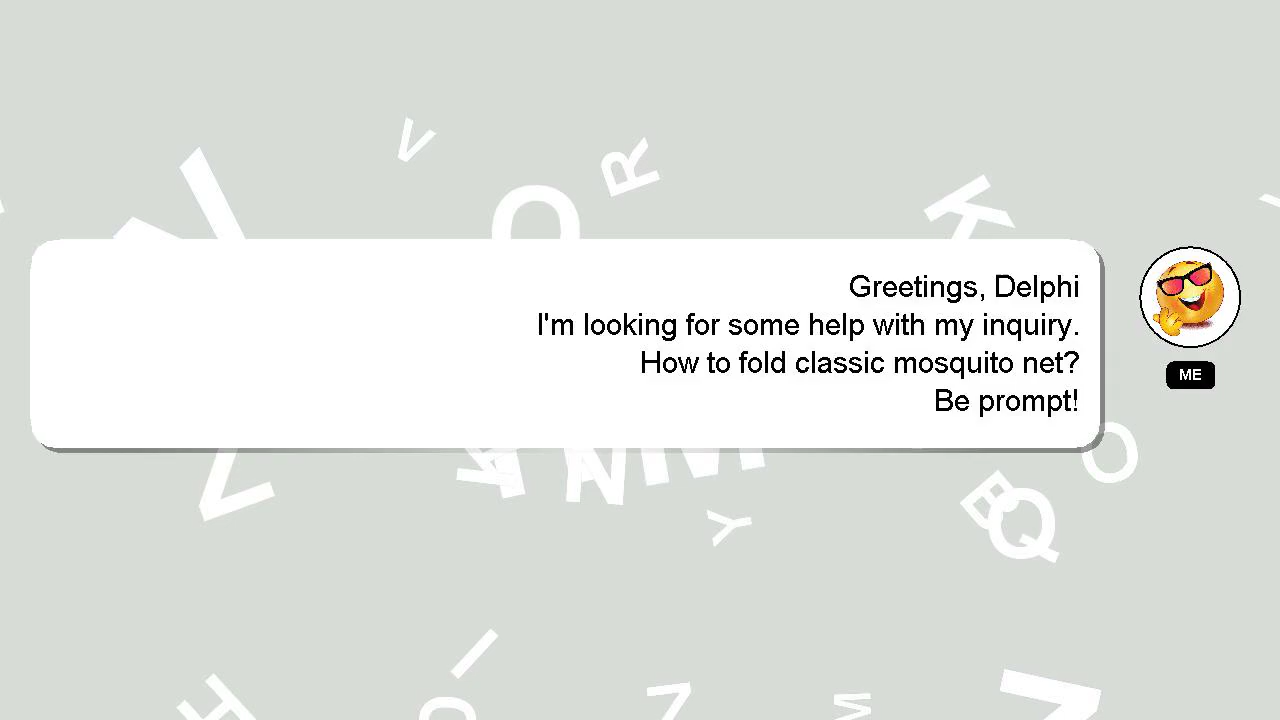 Greetings, Delphi
I'm looking for some help with my inquiry.
How to fold classic mosquito net?
Be prompt!
ME